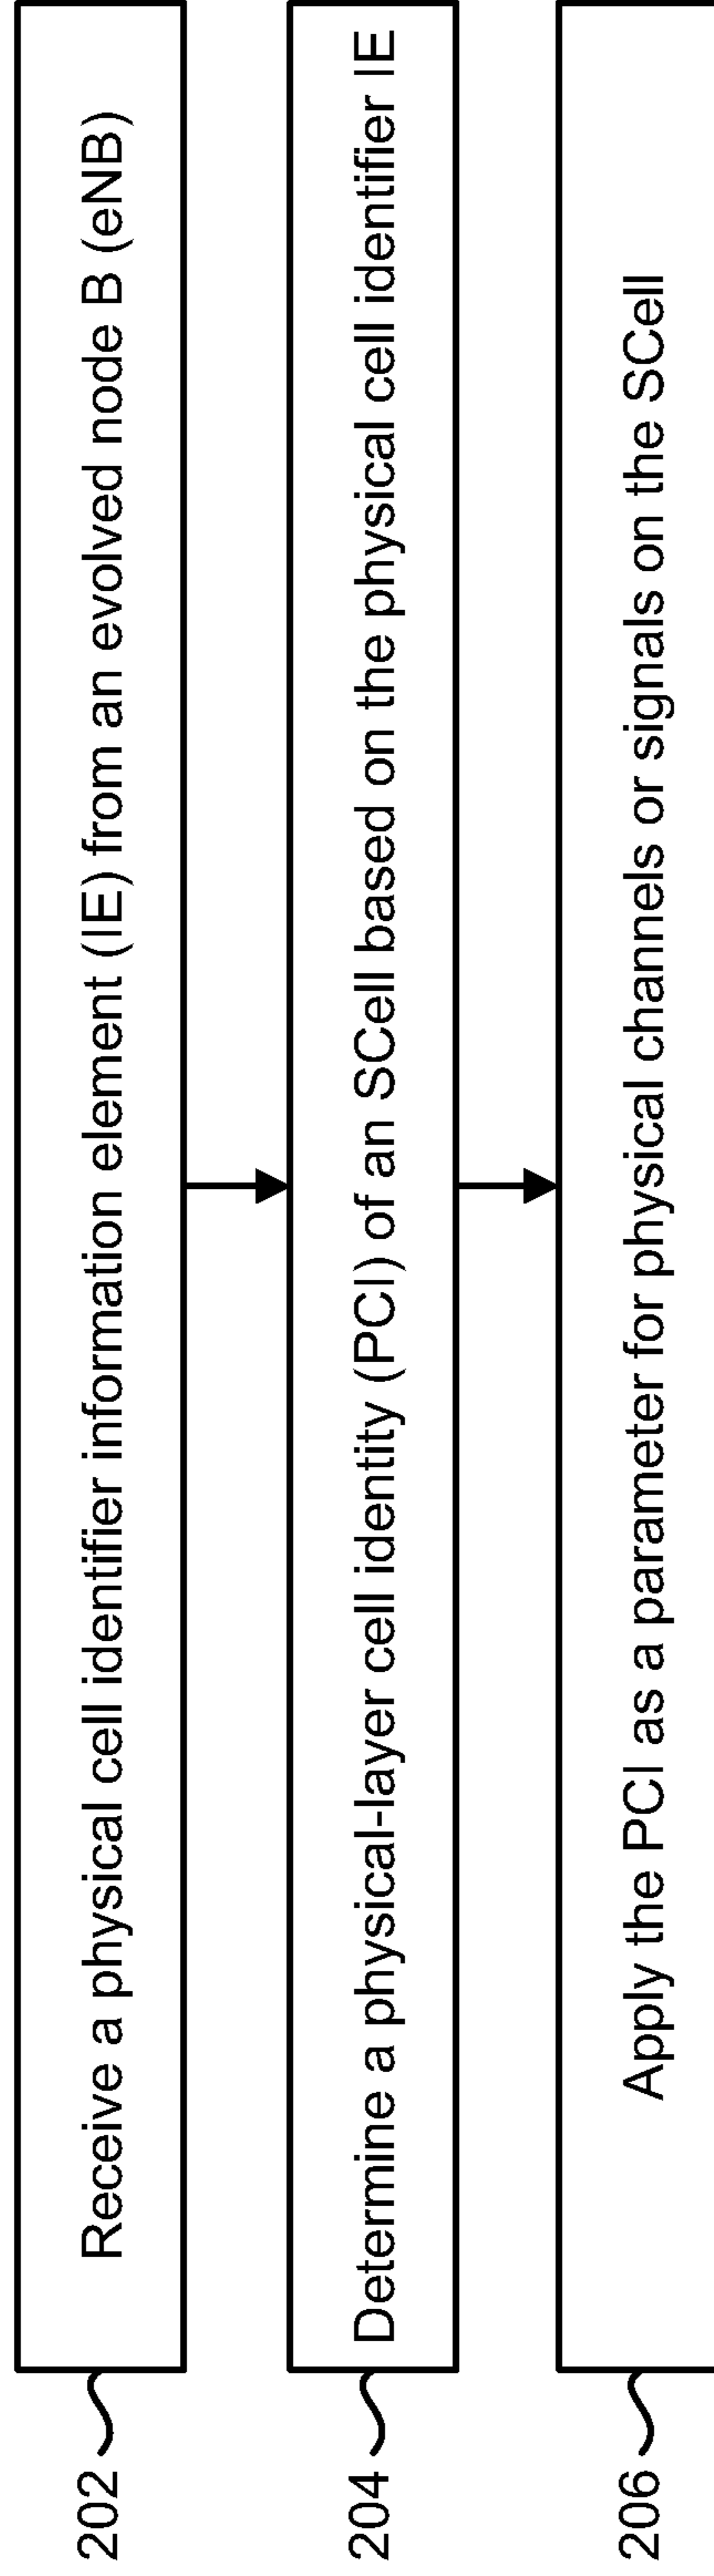 202
Receive a physical cell identifier information element (IE) from an evolved node B (eNB)
204
Determine a physical-layer cell identity (PCI) of an SCell based on the physical cell identifier IE
206
Apply the PCI as a parameter for physical channels or signals on the SCell